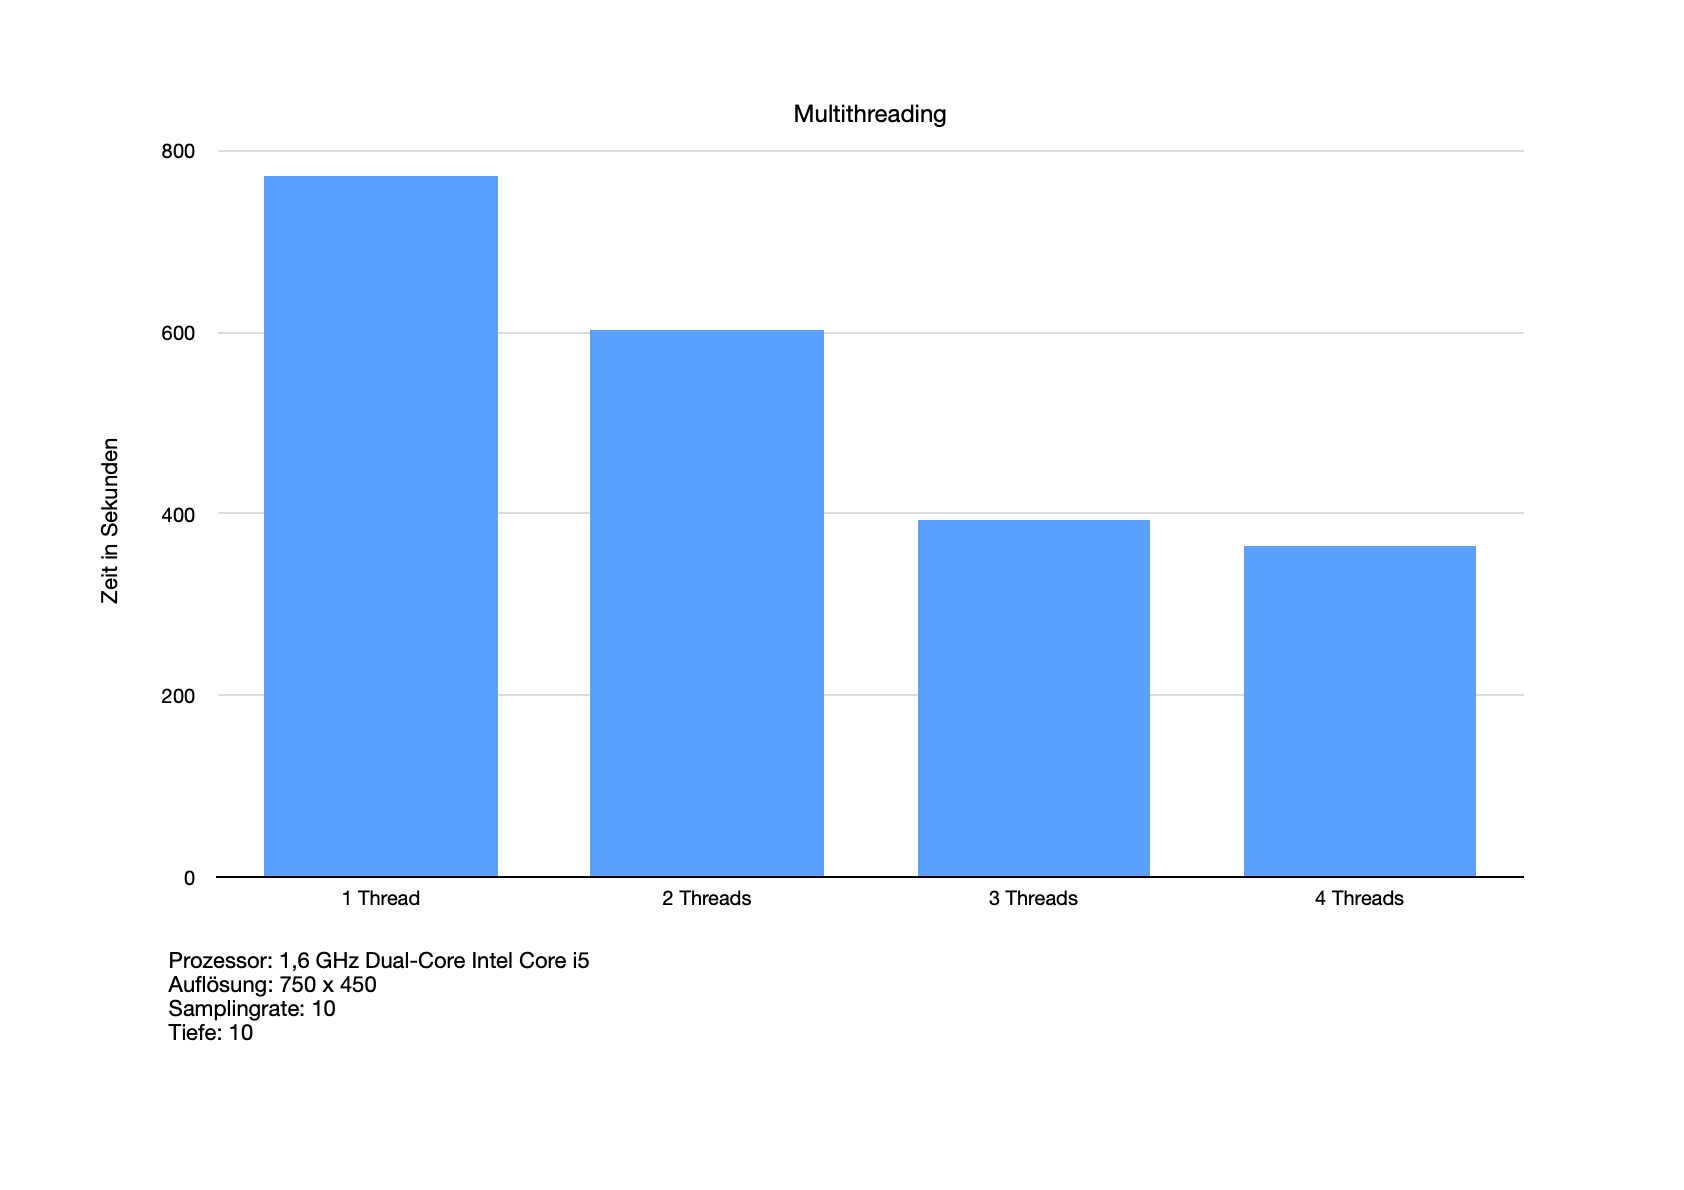 Multithreading
800
600
400
200
0
Zeit in Sekunden
1 Thread
2 Threads
3 Threads
4 Threads
Prozessor: 1,6 GHz Dual-Core Intel Core i5
Auflösung: 750 x 450
Samplingrate: 10
Tiefe: 10